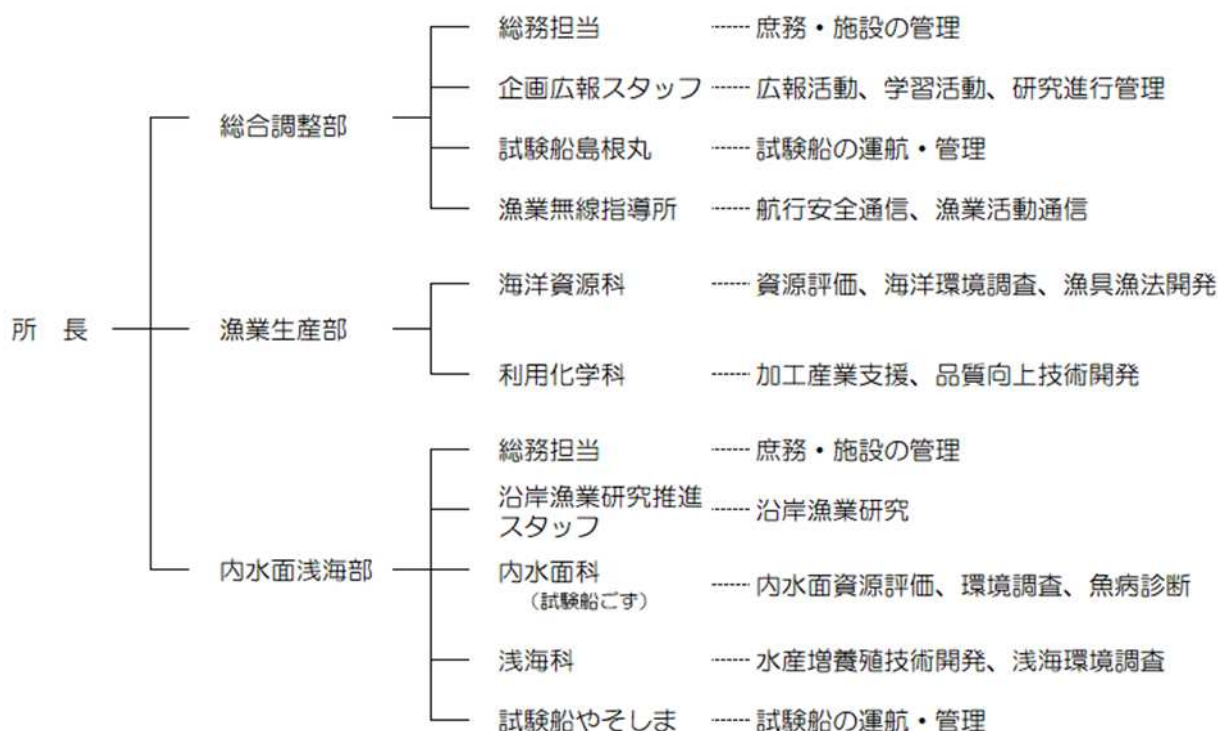 総務担当 庶務・施設の管理
企画広報スタッフ 広報活動、学習活動、研究進行管理
総合調整部
試験船島根丸 試験船の運航・管理
漁業無線指導所 航行安全通信、漁業活動通信
海洋資源科 資源評価、海洋環境調査、漁具漁法開発
所　長 漁業生産部
利用化学科 加工産業支援、品質向上技術開発
総務担当 庶務・施設の管理
沿岸漁業研究推進
スタッフ 沿岸漁業研究
内水面浅海部 内水面科
（試験船ごず） 内水面資源評価、環境調査、魚病診断
浅海科 水産増養殖技術開発、浅海環境調査
試験船やそしま 試験船の運航・管理